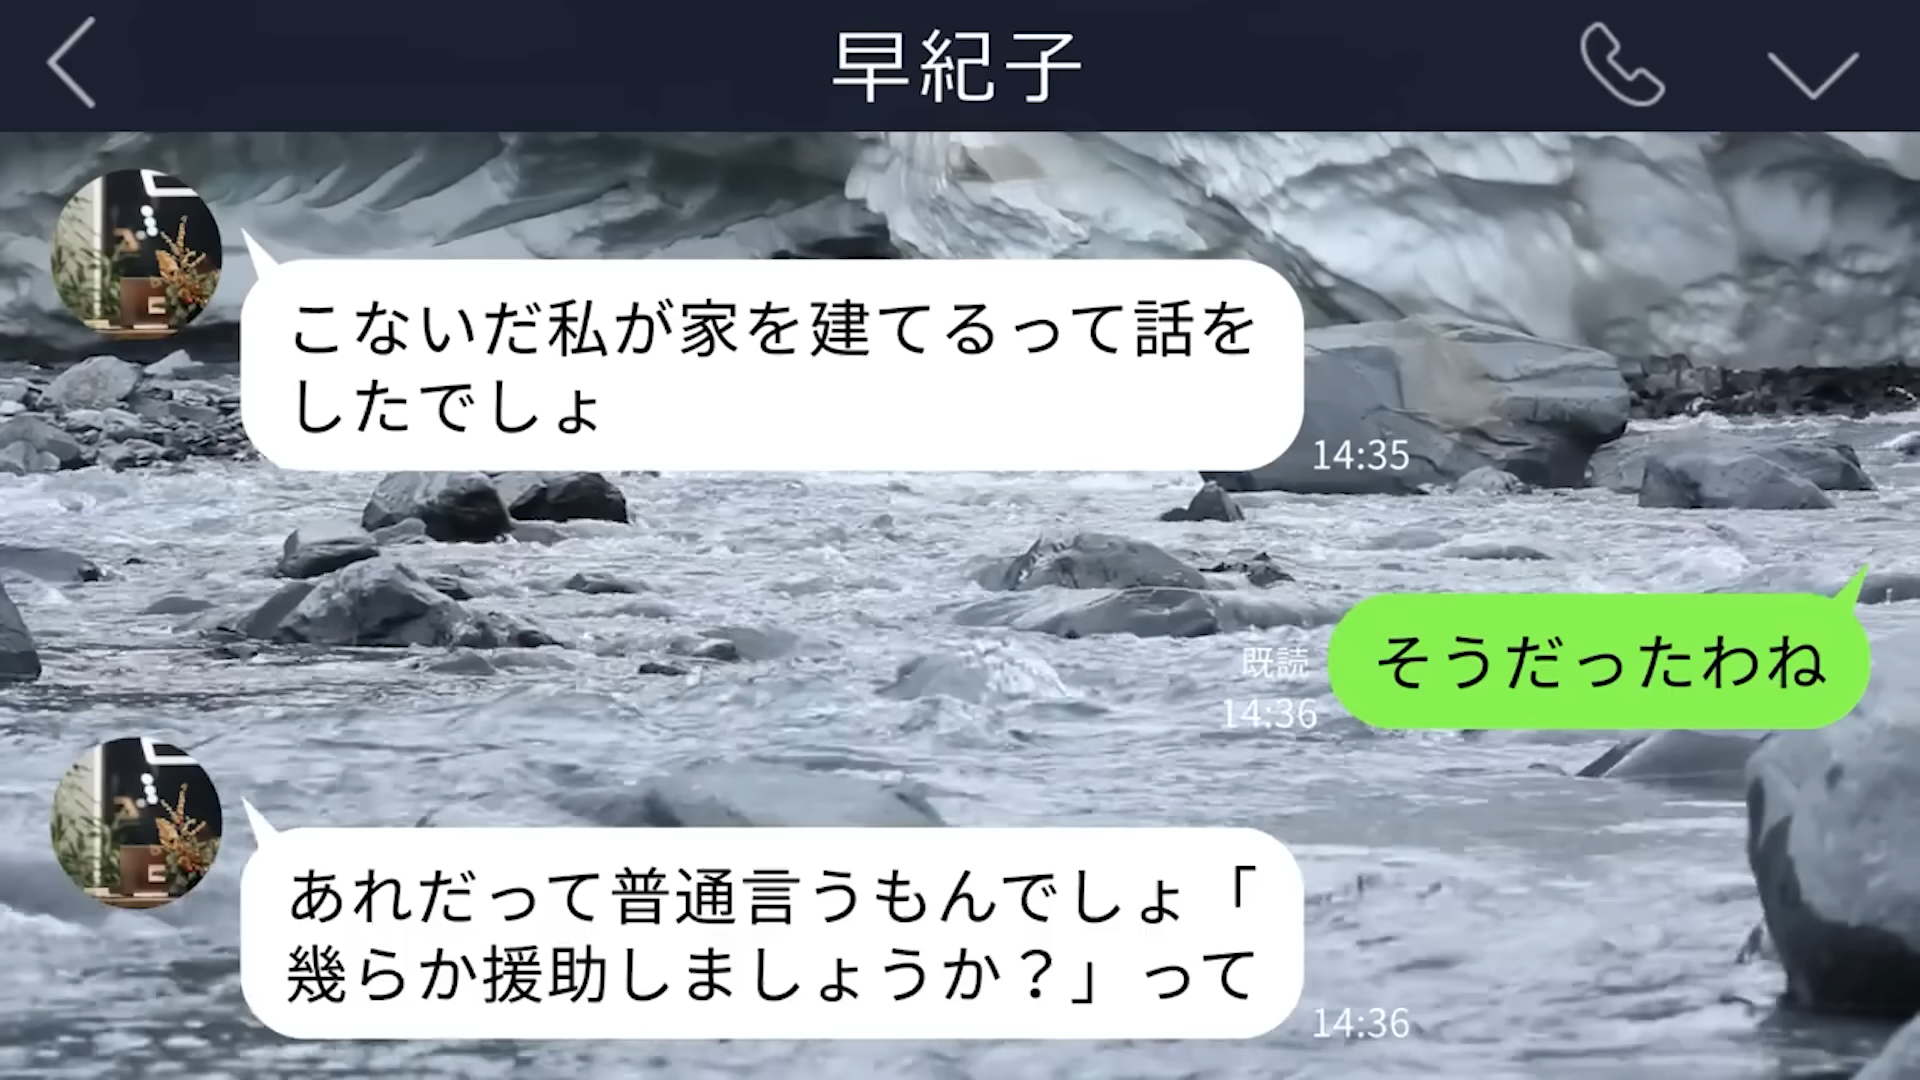 早紀子
こないだ私が家を建てるって話を
したでしょ
14:35
そうだったわね
既読
14:36
あれだって普通言うもんでしょ「
幾らか援助しましょうか？」って
14:36